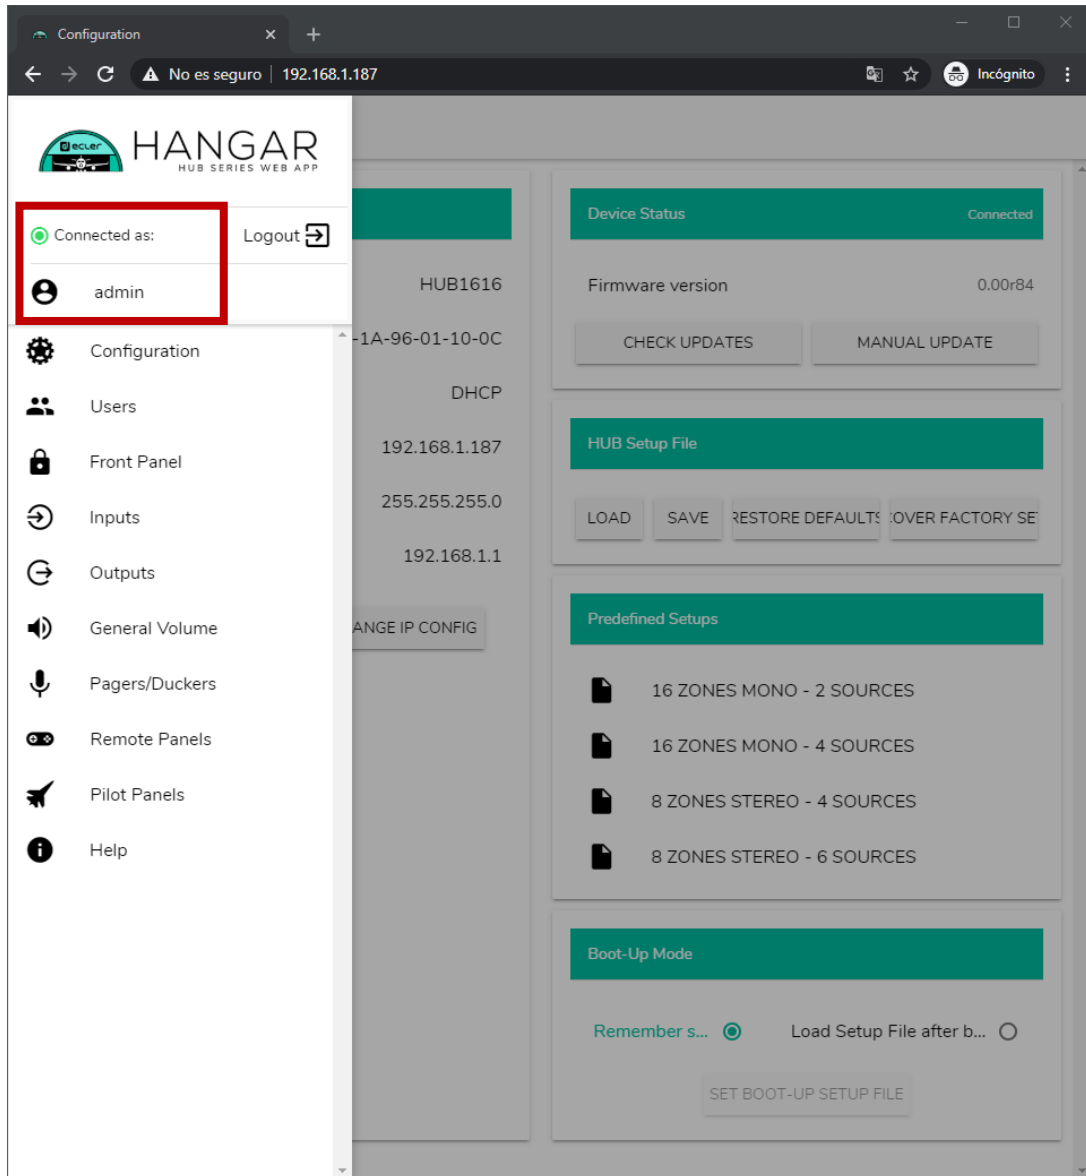 Configuration
No es seguro | 192.168.1.187
Incógnito
ecler
HANGAR
HUB SERIES WEB APP
Connected as:
Logout
admin
Configuration
Users
Front Panel
Inputs
Outputs
General Volume
Pagers/Duckers
Remote Panels
Pilot Panels
Help
HUB1616
-1A-96-01-10-0C
DHCP
192.168.1.187
255.255.255.0
192.168.1.1
ANGE IP CONFIG
Device Status
Connected
Firmware version
0.00r84
CHECK UPDATES
MANUAL UPDATE
HUB Setup File
LOAD
SAVE
RESTORE DEFAULTS
COVER FACTORY SE
Predefined Setups
16 ZONES MONO - 2 SOURCES
16 ZONES MONO - 4 SOURCES
8 ZONES STEREO - 4 SOURCES
8 ZONES STEREO - 6 SOURCES
Boot-Up Mode
Remember s...
Load Setup File after b...
SET BOOT-UP SETUP FILE